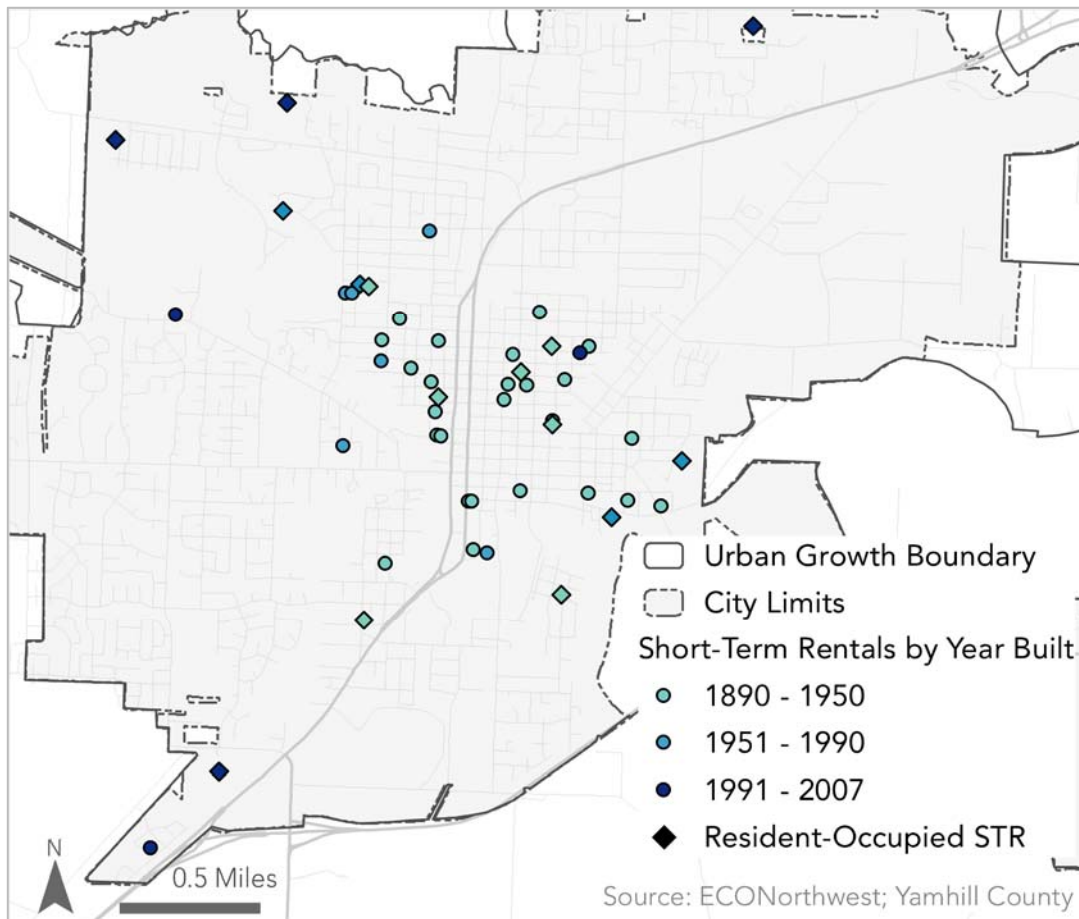 Urban Growth Boundary
City Limits
Short-Term Rentals by Year Built
1890 - 1950
1951 - 1990
1991 - 2007
Resident-Occupied STR
N
0.5 Miles
Source: ECONorthwest; Yamhill County